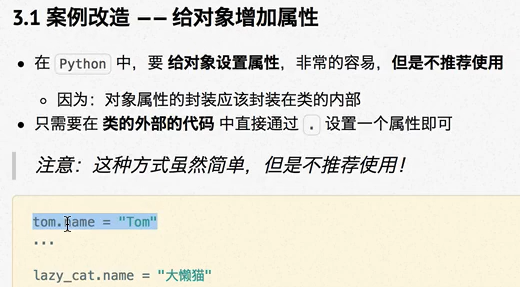 3.1 案例改造 —— 给对象增加属性
在 Python 中，要 给对象设置属性，非常的容易，但是不推荐使用
因为：对象属性的封装应该封装在类的内部
只需要在 类的外部的代码 中直接通过 . 设置一个属性即可
注意：这种方式虽然简单，但是不推荐使用！
tom.name = "Tom"
...
lazy_cat.name = "大懒猫"